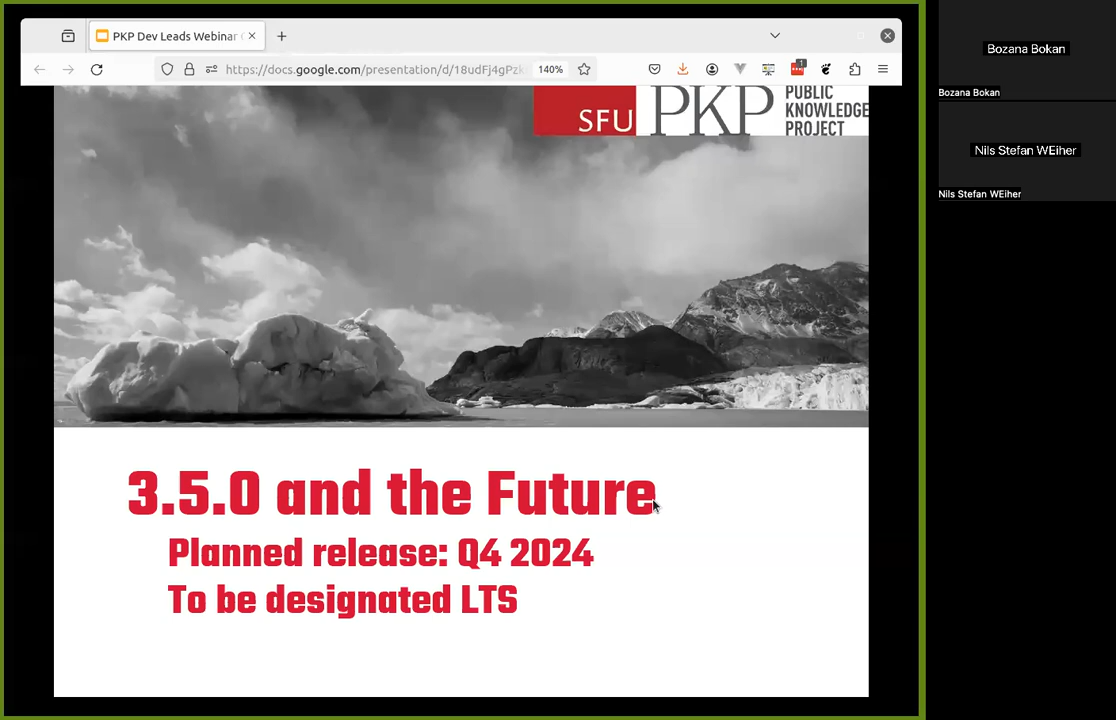 PKP Dev Leads Webinar
https://docs.google.com/presentation/d/18udFj4gPzk
140%
1
SFU
PKP
PUBLIC
KNOWLEDGE
PROJECT
3.5.0 and the Future
Planned release: Q4 2024
To be designated LTS
Bozana Bokan
Bozana Bokan
Nils Stefan WEiher
Nils Stefan WEiher